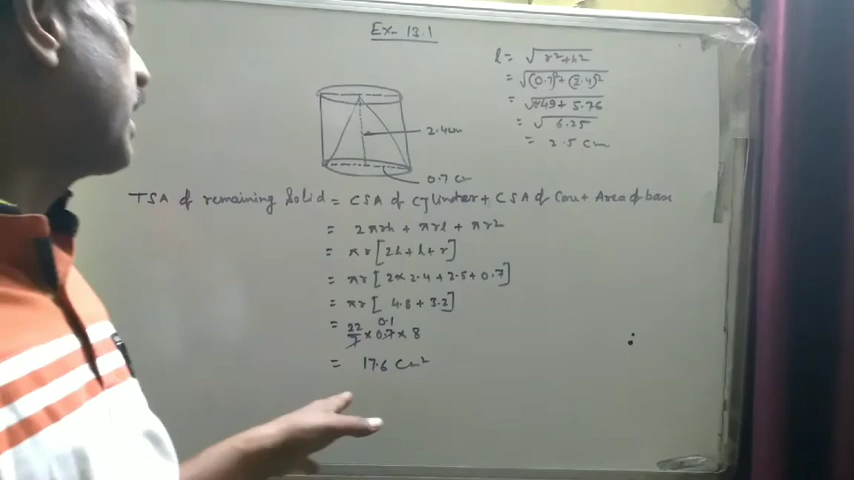 Ex- 13.1
l = √r²+h²
= √(0.7)²+(2.4)²
= √0.49+ 5.76
= √6.25
= 2.5 Cm
2.4cm
0.7 Cm
TSA of remaining Solid = CSA of Cylinder + CSA of Cone + Area of base
= 2πrh + πrl + πr2
= πr [2h+l+r]
= πr [2×2.4+2.5+0.7]
= πr [4.8+3.2]
= 22/7 × 0.7 × 8 0.1
= 17.6 Cm²